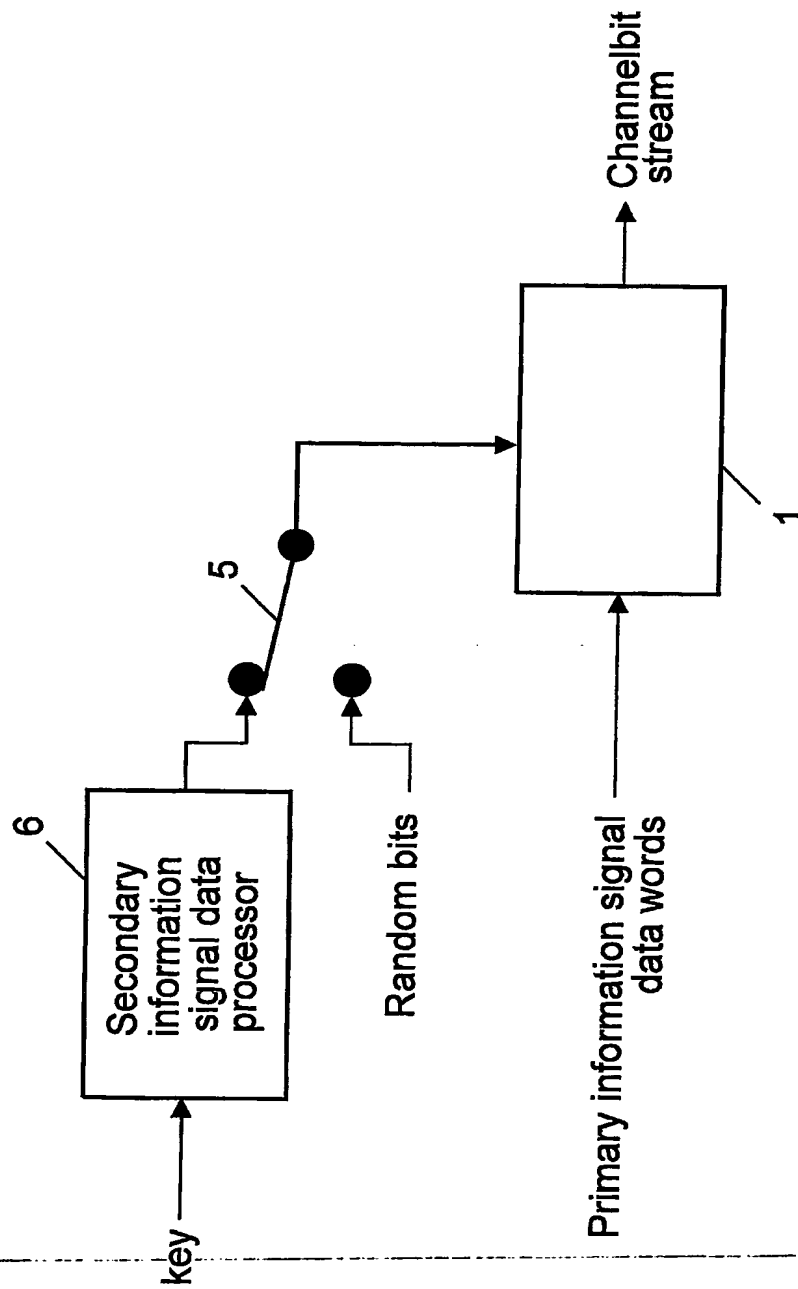 key
6
Secondary
information
signal data
processor
5
Random bits
Primary information signal
data words
1
Channelbit
stream